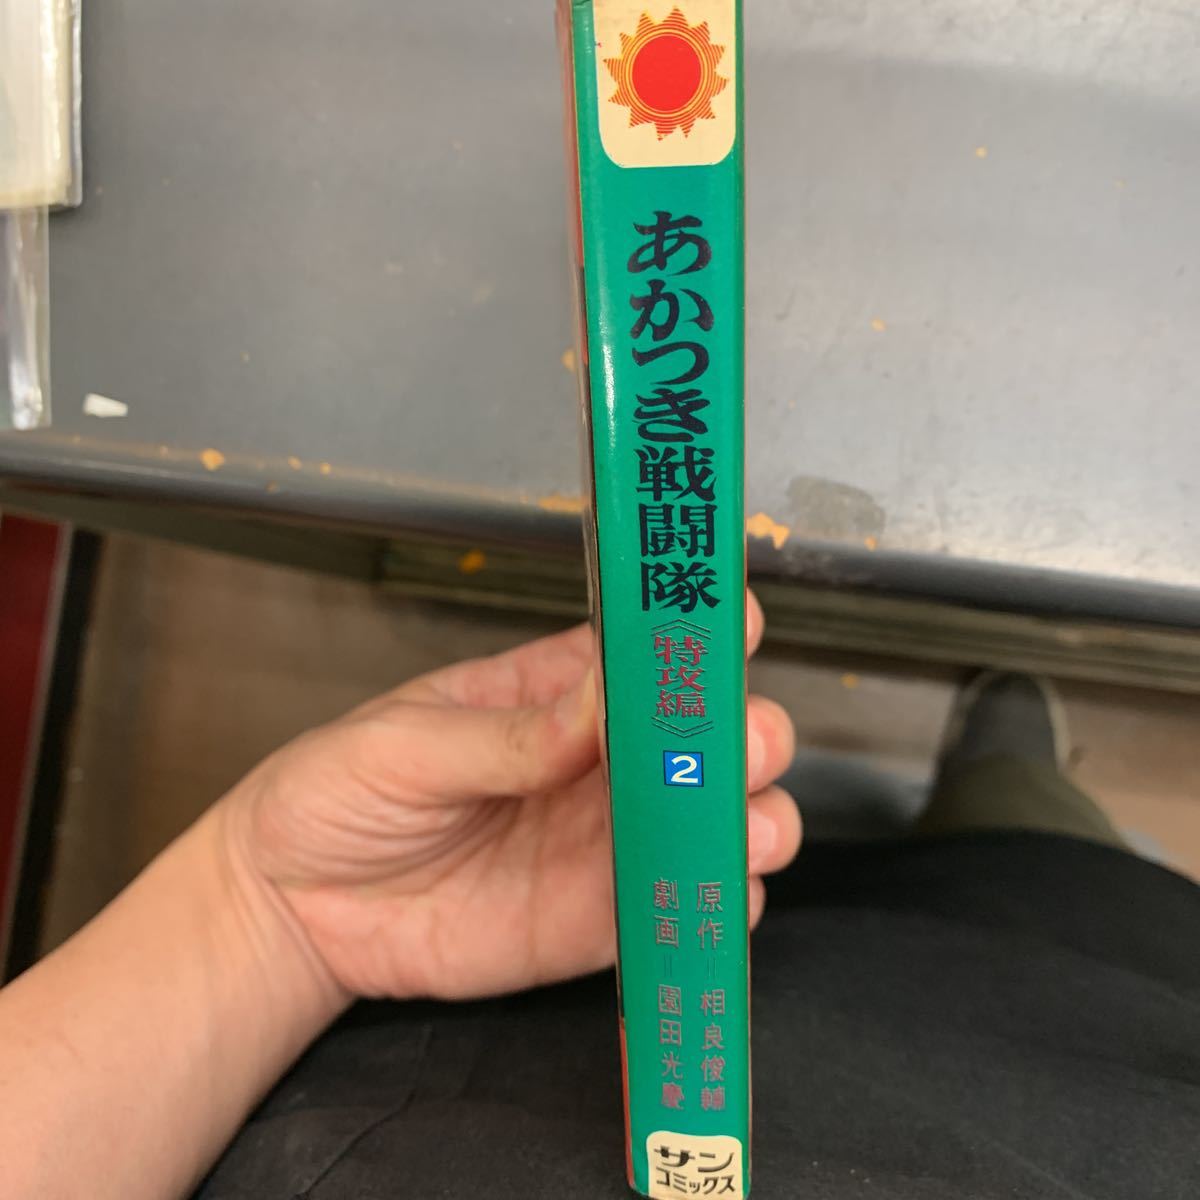 あかつき戦闘隊
《特攻編》
2
原作=相良俊輔
劇画=園田光慶
サン
コミックス